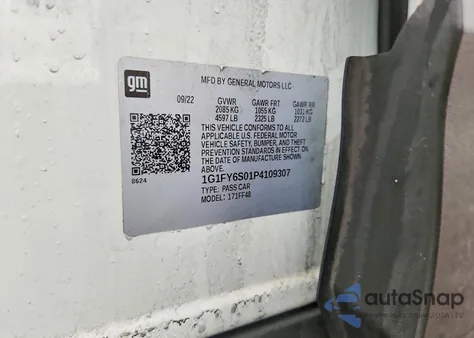 gm
MFD BY GENERAL MOTORS LLC
09/22 GVWR GAWR FRT GAWR RR
2085 KG 1055 KG 1031 KG
4597 LB 2325 LB 2273 LB
THIS VEHICLE CONFORMS TO ALL
APPLICABLE U.S. FEDERAL MOTOR
VEHICLE SAFETY, BUMPER, AND THEFT
PREVENTION STANDARDS IN EFFECT ON
THE DATE OF MANUFACTURE SHOWN ABOVE.
8624 1G1FY6S01P4109307
TYPE: PASS CAR
MODEL: 171FF48
autoSnap